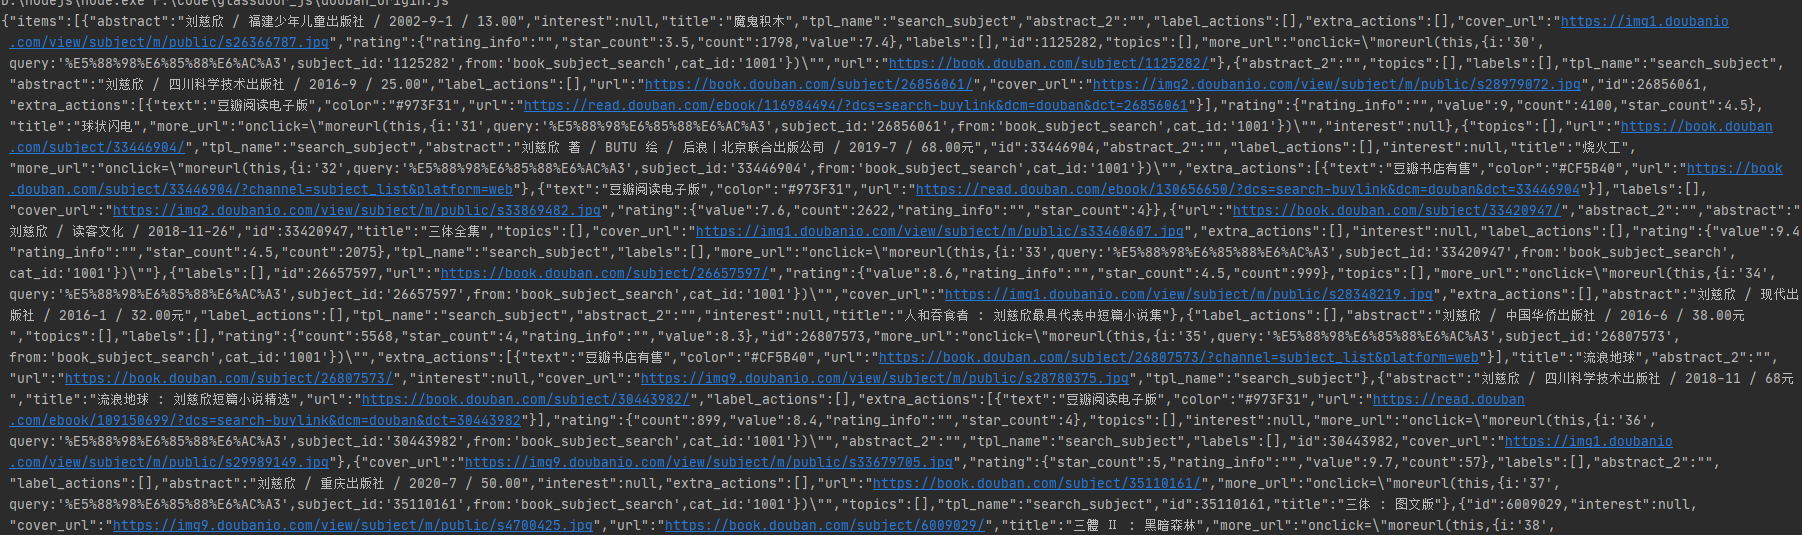 D:\nodejs\node.exe F:\code\glassdoor_js\douban_origin.js
{"items":[{"abstract":"刘慈欣 / 福建少年儿童出版社 / 2002-9-1 / 13.00","interest":null,"title":"魔鬼积木","tpl_name":"search_subject","abstract_2":"","label_actions":[],"extra_actions":[],"cover_url":"https://img1.doubanio
.com/view/subject/m/public/s26366787.jpg","rating":{"rating_info":"","star_count":3.5,"count":1798,"value":7.4},"labels":[],"id":1125282,"topics":[],"more_url":"onclick=\"moreurl(this,{i:'30',
query:'%E5%88%98%E6%85%88%E6%AC%A3',subject_id:'1125282',from:'book_subject_search',cat_id:'1001'})\"","url":"https://book.douban.com/subject/1125282/"},{"abstract_2":"","topics":[],"labels":[],"tpl_name":"search_subject",
"abstract":"刘慈欣 / 四川科学技术出版社 / 2016-9 / 25.00","label_actions":[],"url":"https://book.douban.com/subject/26856061/","cover_url":"https://img2.doubanio.com/view/subject/m/public/s28979072.jpg","id":26856061,
"extra_actions":[{"text":"豆瓣阅读电子版","color":"#973F31","url":"https://read.douban.com/ebook/116984494/?dcs=search-buylink&dcm=douban&dct=26856061"}],"rating":{"rating_info":"","value":9,"count":4100,"star_count":4.5},
"title":"球状闪电","more_url":"onclick=\"moreurl(this,{i:'31',query:'%E5%88%98%E6%85%88%E6%AC%A3',subject_id:'26856061',from:'book_subject_search',cat_id:'1001'})\"","interest":null},{"topics":[],"url":"https://book.douban
.com/subject/33446904/","tpl_name":"search_subject","abstract":"刘慈欣 著 / BUTU 绘 / 后浪丨北京联合出版公司 / 2019-7 / 68.00元","id":33446904,"abstract_2":"","label_actions":[],"interest":null,"title":"烧火工",
"more_url":"onclick=\"moreurl(this,{i:'32',query:'%E5%88%98%E6%85%88%E6%AC%A3',subject_id:'33446904',from:'book_subject_search',cat_id:'1001'})\"","extra_actions":[{"text":"豆瓣书店有售","color":"#CF5B40","url":"https://book
.douban.com/subject/33446904/?channel=subject_list&platform=web"},{"text":"豆瓣阅读电子版","color":"#973F31","url":"https://read.douban.com/ebook/130656650/?dcs=search-buylink&dcm=douban&dct=33446904"}],"labels":[],
"cover_url":"https://img2.doubanio.com/view/subject/m/public/s33869482.jpg","rating":{"value":7.6,"count":2622,"rating_info":"","star_count":4}},{"url":"https://book.douban.com/subject/33420947/","abstract_2":"","abstract":"
刘慈欣 / 读客文化 / 2018-11-26","id":33420947,"title":"三体全集","topics":[],"cover_url":"https://img1.doubanio.com/view/subject/m/public/s33460607.jpg","extra_actions":[],"interest":null,"label_actions":[],"rating":{"value":9.4
"rating_info":"","star_count":4.5,"count":2075},"tpl_name":"search_subject","labels":[],"more_url":"onclick=\"moreurl(this,{i:'33',query:'%E5%88%98%E6%85%88%E6%AC%A3',subject_id:'33420947',from:'book_subject_search',
cat_id:'1001'})\""},{"labels":[],"id":26657597,"url":"https://book.douban.com/subject/26657597/","rating":{"value":8.6,"rating_info":"","star_count":4.5,"count":999},"topics":[],"more_url":"onclick=\"moreurl(this,{i:'34',
query:'%E5%88%98%E6%85%88%E6%AC%A3',subject_id:'26657597',from:'book_subject_search',cat_id:'1001'})\"","cover_url":"https://img1.doubanio.com/view/subject/m/public/s28348219.jpg","extra_actions":[],"abstract":"刘慈欣 / 现代出
版社 / 2016-1 / 32.00元","label_actions":[],"tpl_name":"search_subject","abstract_2":"","interest":null,"title":"人和吞食者 : 刘慈欣最具代表中短篇小说集"},{"label_actions":[],"abstract":"刘慈欣 / 中国华侨出版社 / 2016-6 / 38.00元
","topics":[],"labels":[],"rating":{"count":5568,"star_count":4,"rating_info":"","value":8.3},"id":26807573,"more_url":"onclick=\"moreurl(this,{i:'35',query:'%E5%88%98%E6%85%88%E6%AC%A3',subject_id:'26807573',
from:'book_subject_search',cat_id:'1001'})\"","extra_actions":[{"text":"豆瓣书店有售","color":"#CF5B40","url":"https://book.douban.com/subject/26807573/?channel=subject_list&platform=web"}],"title":"流浪地球","abstract_2":"",
"url":"https://book.douban.com/subject/26807573/","interest":null,"cover_url":"https://img9.doubanio.com/view/subject/m/public/s28780375.jpg","tpl_name":"search_subject"},{"abstract":"刘慈欣 / 四川科学技术出版社 / 2018-11 / 68元
","title":"流浪地球 : 刘慈欣短篇小说精选","url":"https://book.douban.com/subject/30443982/","label_actions":[],"extra_actions":[{"text":"豆瓣阅读电子版","color":"#973F31","url":"https://read.douban
.com/ebook/109150699/?dcs=search-buylink&dcm=douban&dct=30443982"}],"rating":{"count":899,"value":8.4,"rating_info":"","star_count":4},"topics":[],"interest":null,"more_url":"onclick=\"moreurl(this,{i:'36',
query:'%E5%88%98%E6%85%88%E6%AC%A3',subject_id:'30443982',from:'book_subject_search',cat_id:'1001'})\"","abstract_2":"","tpl_name":"search_subject","labels":[],"id":30443982,"cover_url":"https://img1.doubanio
.com/view/subject/m/public/s29989149.jpg"},{"cover_url":"https://img9.doubanio.com/view/subject/m/public/s33679705.jpg","rating":{"star_count":5,"rating_info":"","value":9.7,"count":57},"labels":[],"abstract_2":"",
"label_actions":[],"abstract":"刘慈欣 / 重庆出版社 / 2020-7 / 50.00","interest":null,"extra_actions":[],"url":"https://book.douban.com/subject/35110161/","more_url":"onclick=\"moreurl(this,{i:'37',
query:'%E5%88%98%E6%85%88%E6%AC%A3',subject_id:'35110161',from:'book_subject_search',cat_id:'1001'})\"","topics":[],"tpl_name":"search_subject","id":35110161,"title":"三体 : 图文版"},{"id":6009029,"interest":null,
"cover_url":"https://img9.doubanio.com/view/subject/m/public/s4700425.jpg","url":"https://book.douban.com/subject/6009029/","title":"三體 Ⅱ : 黑暗森林","more_url":"onclick=\"moreurl(this,{i:'38',